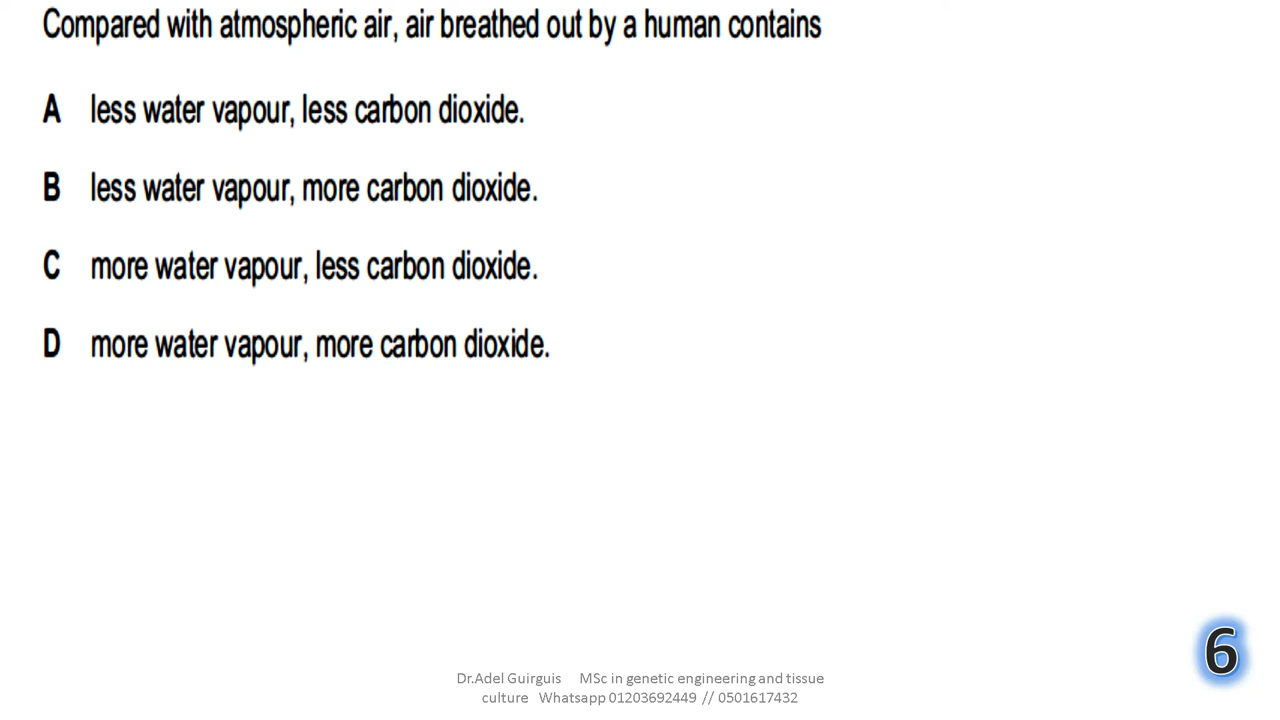 Compared with atmospheric air, air breathed out by a human contains
A less water vapour, less carbon dioxide.
B less water vapour, more carbon dioxide.
C more water vapour, less carbon dioxide.
D more water vapour, more carbon dioxide.
6
Dr.Adel Guirguis MSc in genetic engineering and tissue
culture Whatsapp 01203692449 // 0501617432